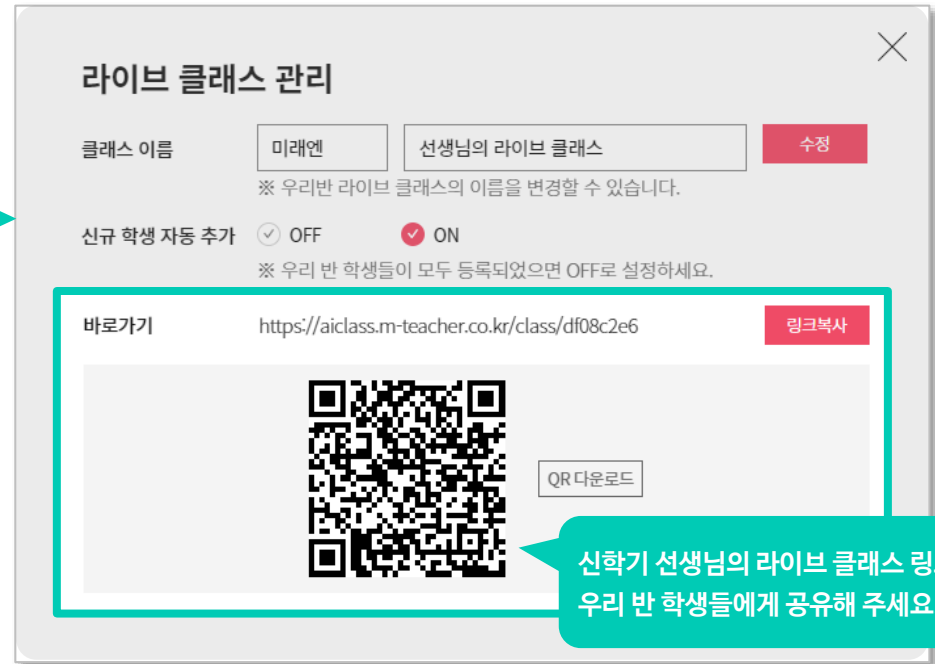 라이브 클래스 관리
클래스 이름 미래엔 선생님의 라이브 클래스 수정
※ 우리반 라이브 클래스의 이름을 변경할 수 있습니다.
신규 학생 자동 추가 OFF ON
※ 우리 반 학생들이 모두 등록되었으면 OFF로 설정하세요.
바로가기 https://aiclass.m-teacher.co.kr/class/df08c2e6 링크복사
QR 다운로드
신학기 선생님의 라이브 클래스 링
우리 반 학생들에게 공유해 주세요